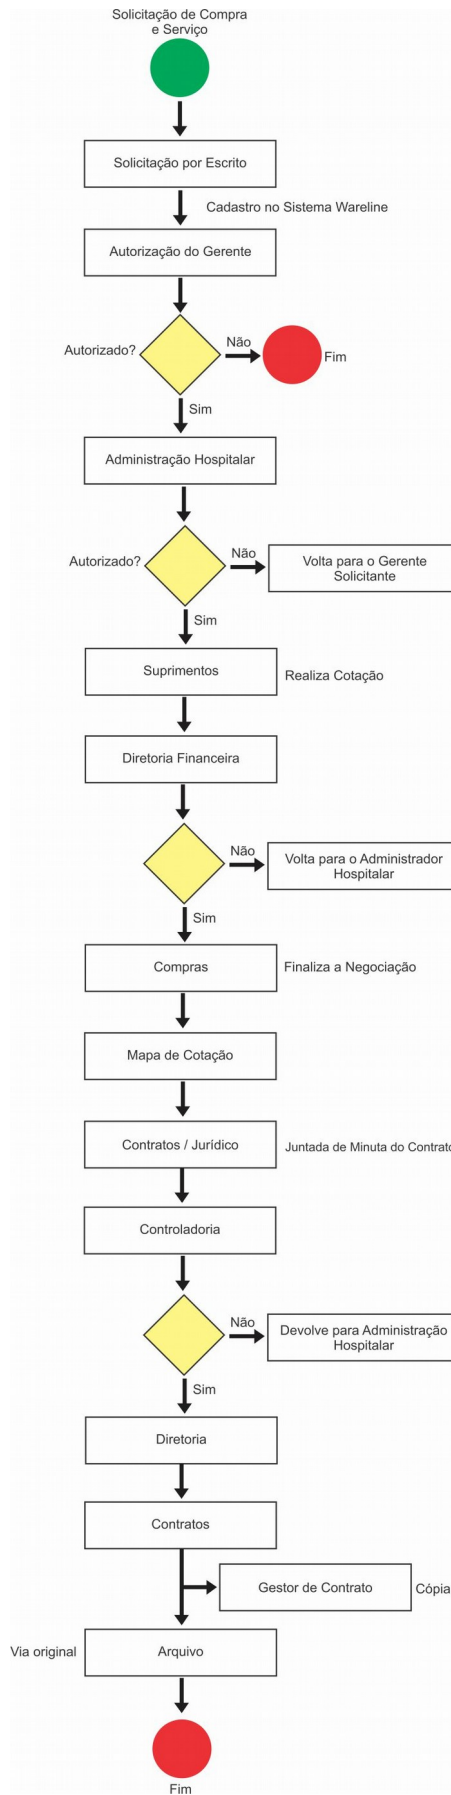 Solicitação de Compra
e Serviço
Solicitação por Escrito
Cadastro no Sistema Wareline
Autorização do Gerente
Autorizado?
Não
Fim
Sim
Administração Hospitalar
Autorizado?
Não
Volta para o Gerente
Solicitante
Sim
Suprimentos
Realiza Cotação
Diretoria Financeira
Não
Volta para o Administrador
Hospitalar
Sim
Compras
Finaliza a Negociação
Mapa de Cotação
Contratos / Jurídico
Juntada de Minuta do Contrato
Controladoria
Não
Devolve para Administração
Hospitalar
Sim
Diretoria
Contratos
Gestor de Contrato
Cópia
Via original
Arquivo
Fim